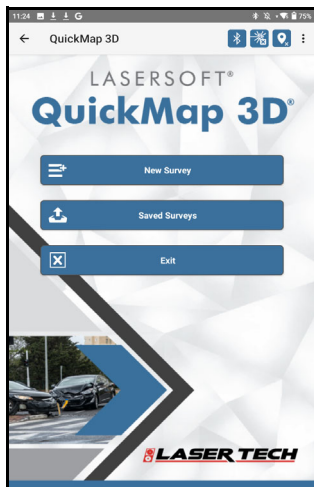 11:24 G 75%
QuickMap 3D
LASERSOFT®
QuickMap 3D®
New Survey
Saved Surveys
Exit
LASER TECH